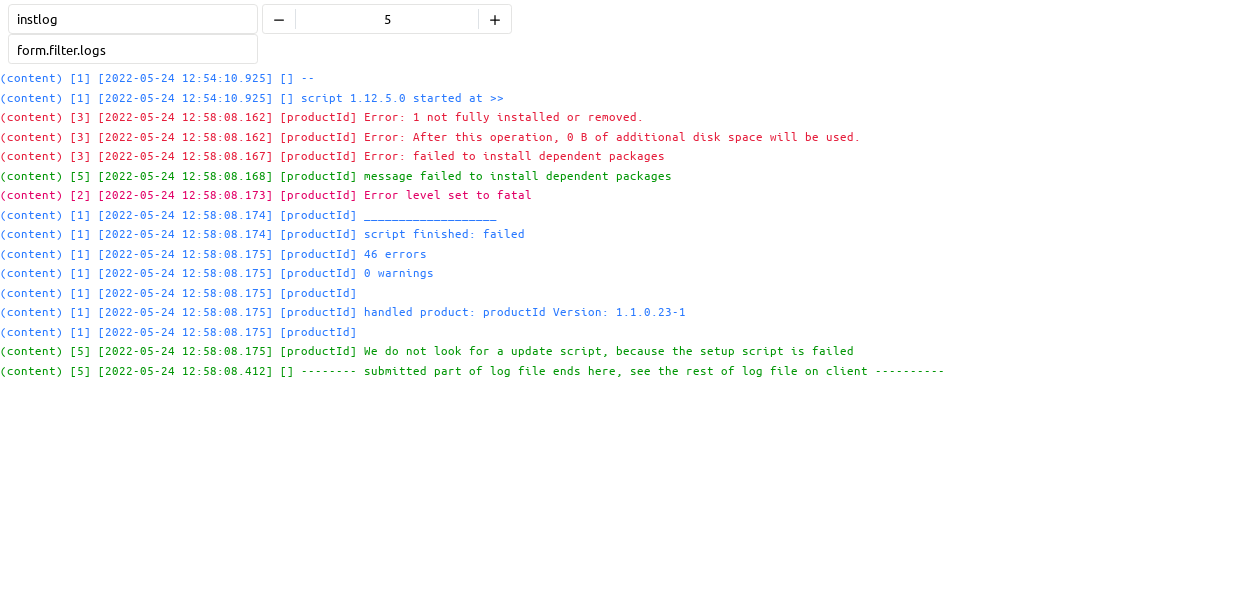 instlog − 5 +
form.filter.logs
(content) [1] [2022-05-24 12:54:10.925] [] --
(content) [1] [2022-05-24 12:54:10.925] [] script 1.12.5.0 started at >>
(content) [3] [2022-05-24 12:58:08.162] [productId] Error: 1 not fully installed or removed.
(content) [3] [2022-05-24 12:58:08.162] [productId] Error: After this operation, 0 B of additional disk space will be used.
(content) [3] [2022-05-24 12:58:08.167] [productId] Error: failed to install dependent packages
(content) [5] [2022-05-24 12:58:08.168] [productId] message failed to install dependent packages
(content) [2] [2022-05-24 12:58:08.173] [productId] Error level set to fatal
(content) [1] [2022-05-24 12:58:08.174] [productId] ___________________
(content) [1] [2022-05-24 12:58:08.174] [productId] script finished: failed
(content) [1] [2022-05-24 12:58:08.175] [productId] 46 errors
(content) [1] [2022-05-24 12:58:08.175] [productId] 0 warnings
(content) [1] [2022-05-24 12:58:08.175] [productId]
(content) [1] [2022-05-24 12:58:08.175] [productId] handled product: productId Version: 1.1.0.23-1
(content) [1] [2022-05-24 12:58:08.175] [productId]
(content) [5] [2022-05-24 12:58:08.175] [productId] We do not look for a update script, because the setup script is failed
(content) [5] [2022-05-24 12:58:08.412] [] -------- submitted part of log file ends here, see the rest of log file on client ----------